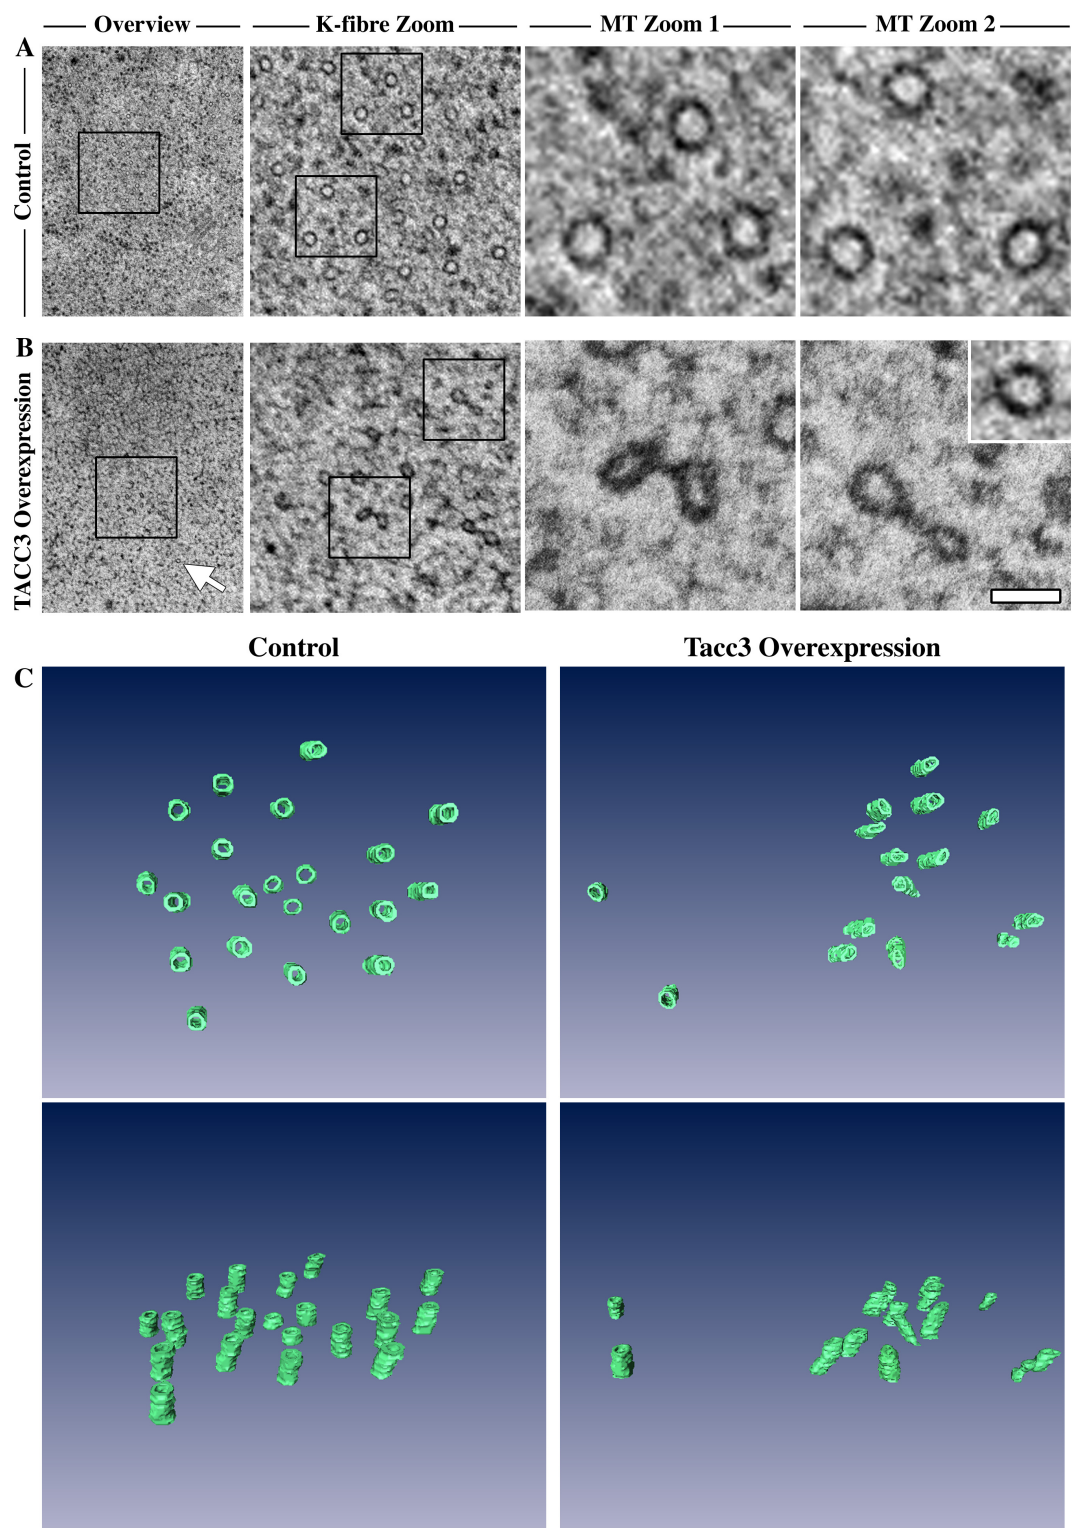 Overview K-fibre Zoom MT Zoom 1 MT Zoom 2
A
Control
B
TACC3 Overexpression
Control Tacc3 Overexpression
C